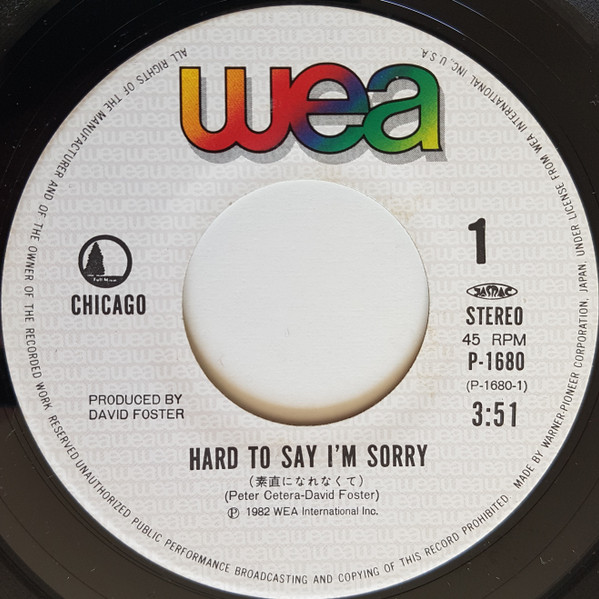 wea
1
Full Moon
CHICAGO
JASRAC
STEREO
45 RPM
P-1680
(P-1680-1)
3:51
PRODUCED BY
DAVID FOSTER
HARD TO SAY I'M SORRY
(素直になれなくて)
(Peter Cetera-David Foster)
Ⓟ 1982 WEA International Inc.
ALL RIGHTS OF THE MANUFACTURER AND OF THE OWNER OF THE RECORDED WORK RESERVED UNAUTHORIZED PUBLIC PERFORMANCE BROADCASTING AND COPYING OF THIS RECORD PROHIBITED. MADE BY WARNER-PIONEER CORPORATION, JAPAN, UNDER LICENSE FROM WEA INTERNATIONAL INC., U.S.A.